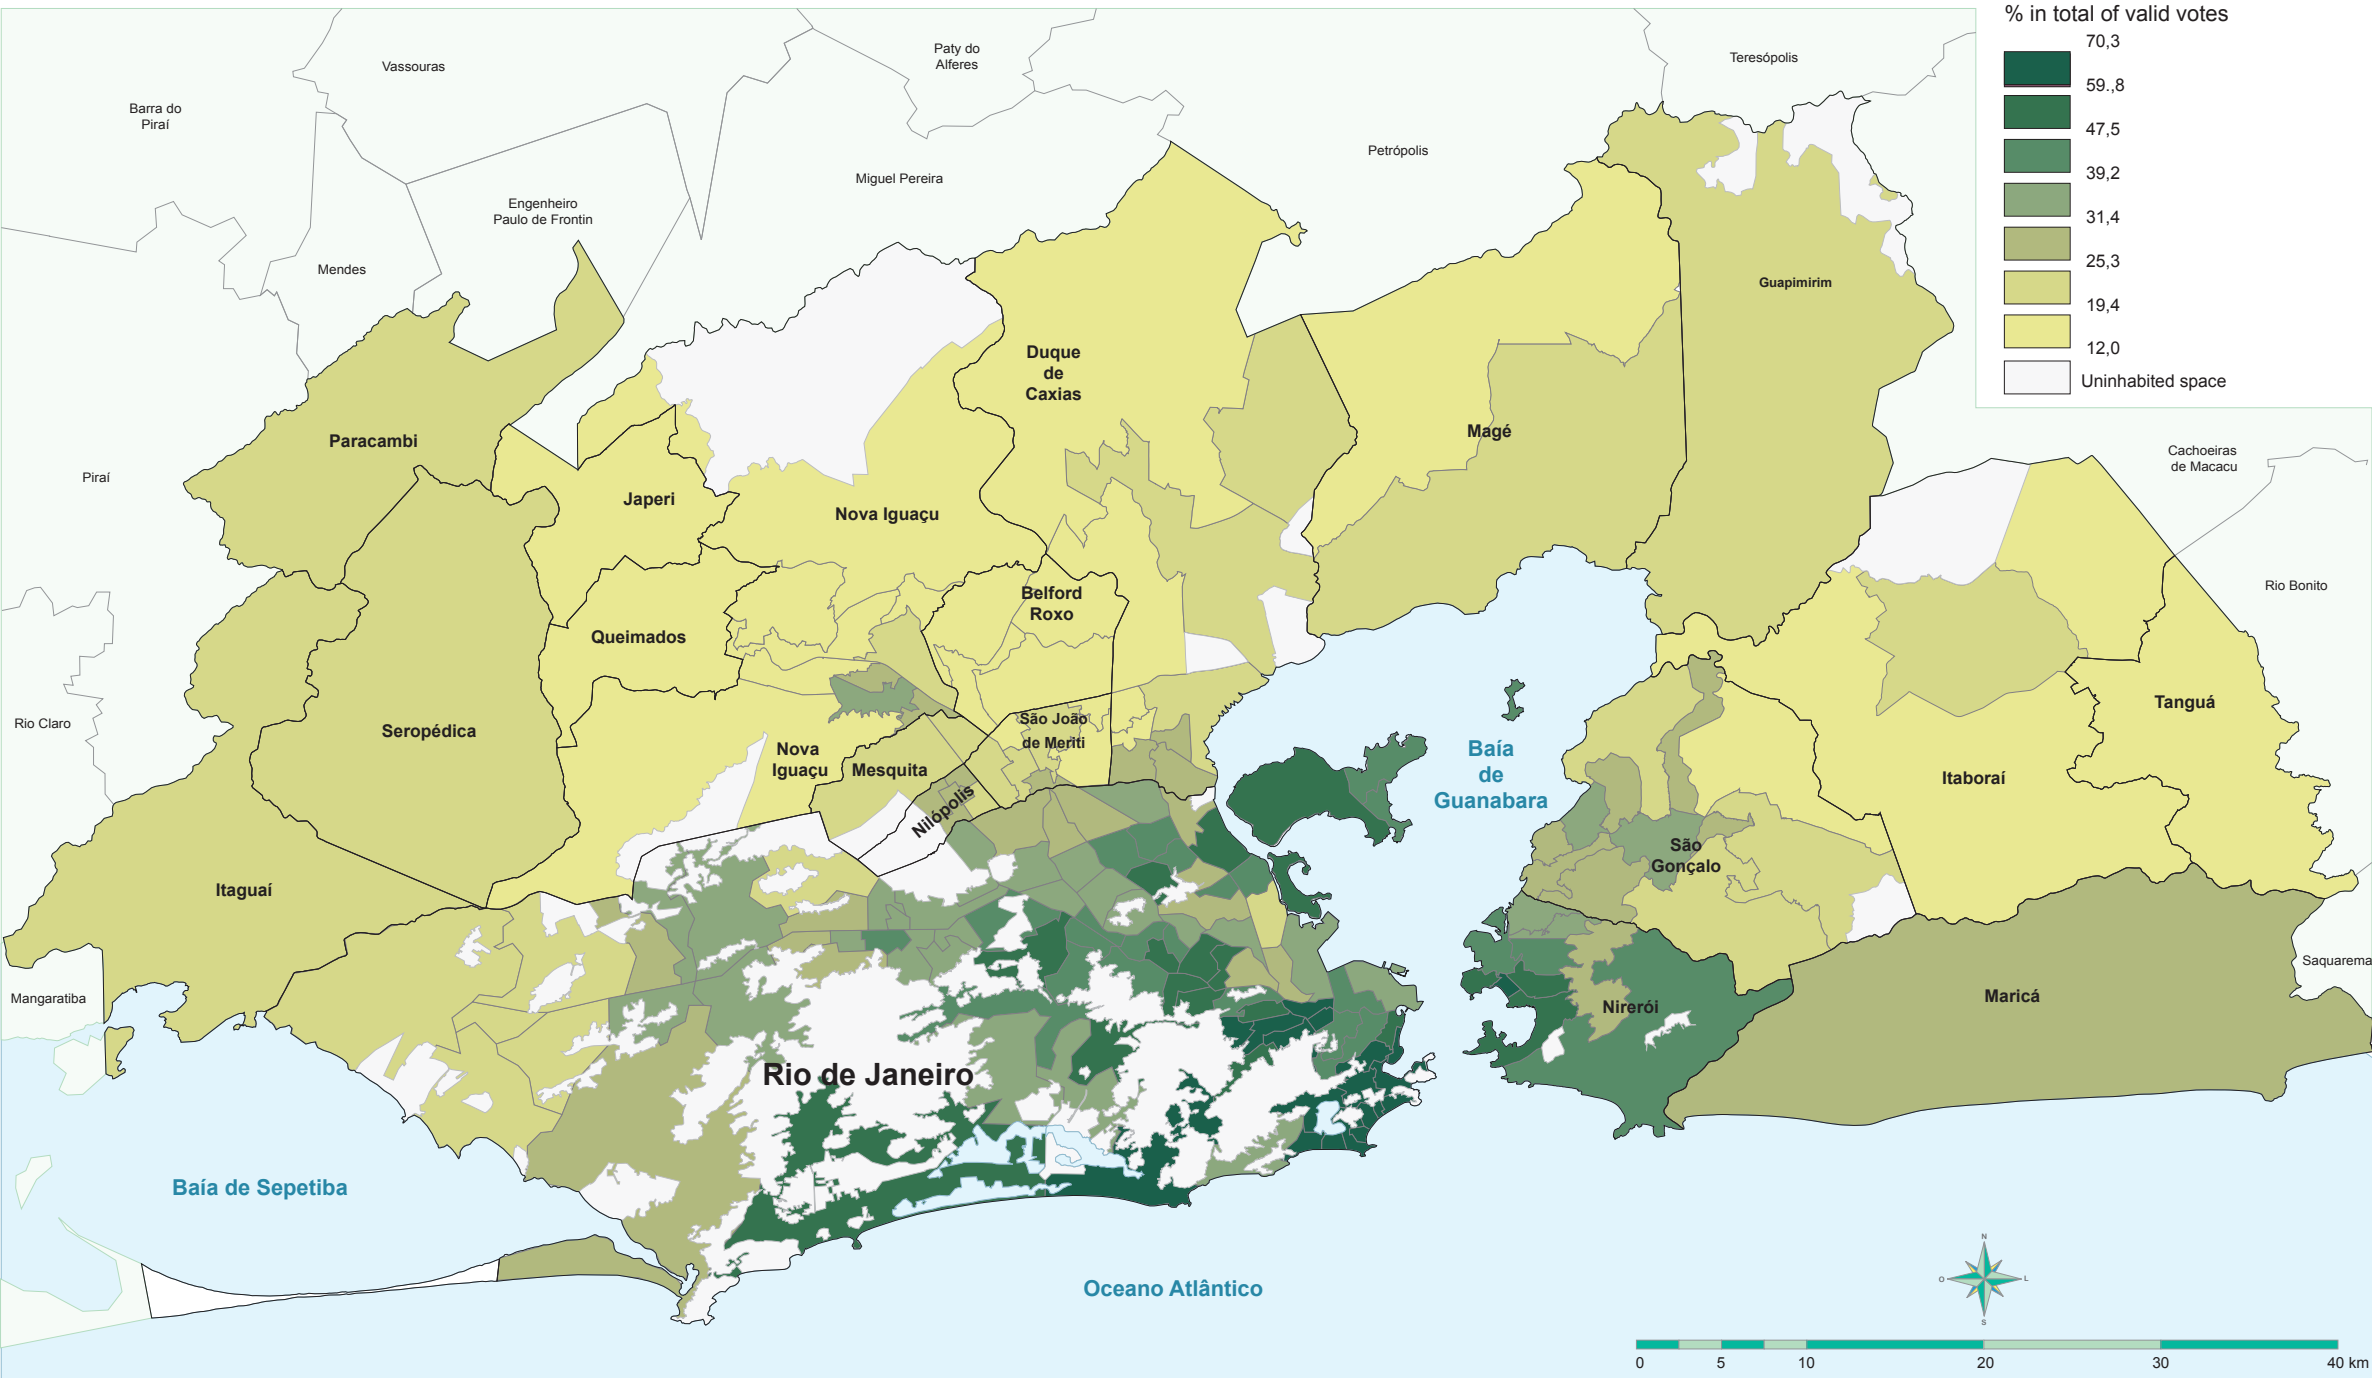 % in total of valid votes
70,3
59.,8
47,5
39,2
31,4
25,3
19,4
12,0
Uninhabited space
Paty do
Alferes
Teresópolis
Vassouras
Barra do
Piraí
Petrópolis
Miguel Pereira
Engenheiro
Paulo de Frontin
Mendes
Guapimirim
Duque
de
Caxias
Paracambi
Magé
Cachoeiras
de Macacu
Piraí
Japeri
Nova Iguaçu
Rio Bonito
Belford
Roxo
Queimados
Tanguá
Rio Claro
Seropédica
São João
de Meriti
Nova
Iguaçu
Mesquita
Baía
de
Guanabara
Itaboraí
Nilópolis
São
Gonçalo
Itaguaí
Saquarema
Mangaratiba
Nirerói
Maricá
Rio de Janeiro
Baía de Sepetiba
Oceano Atlântico
N
O
L
S
0 5 10 20 30 40 km